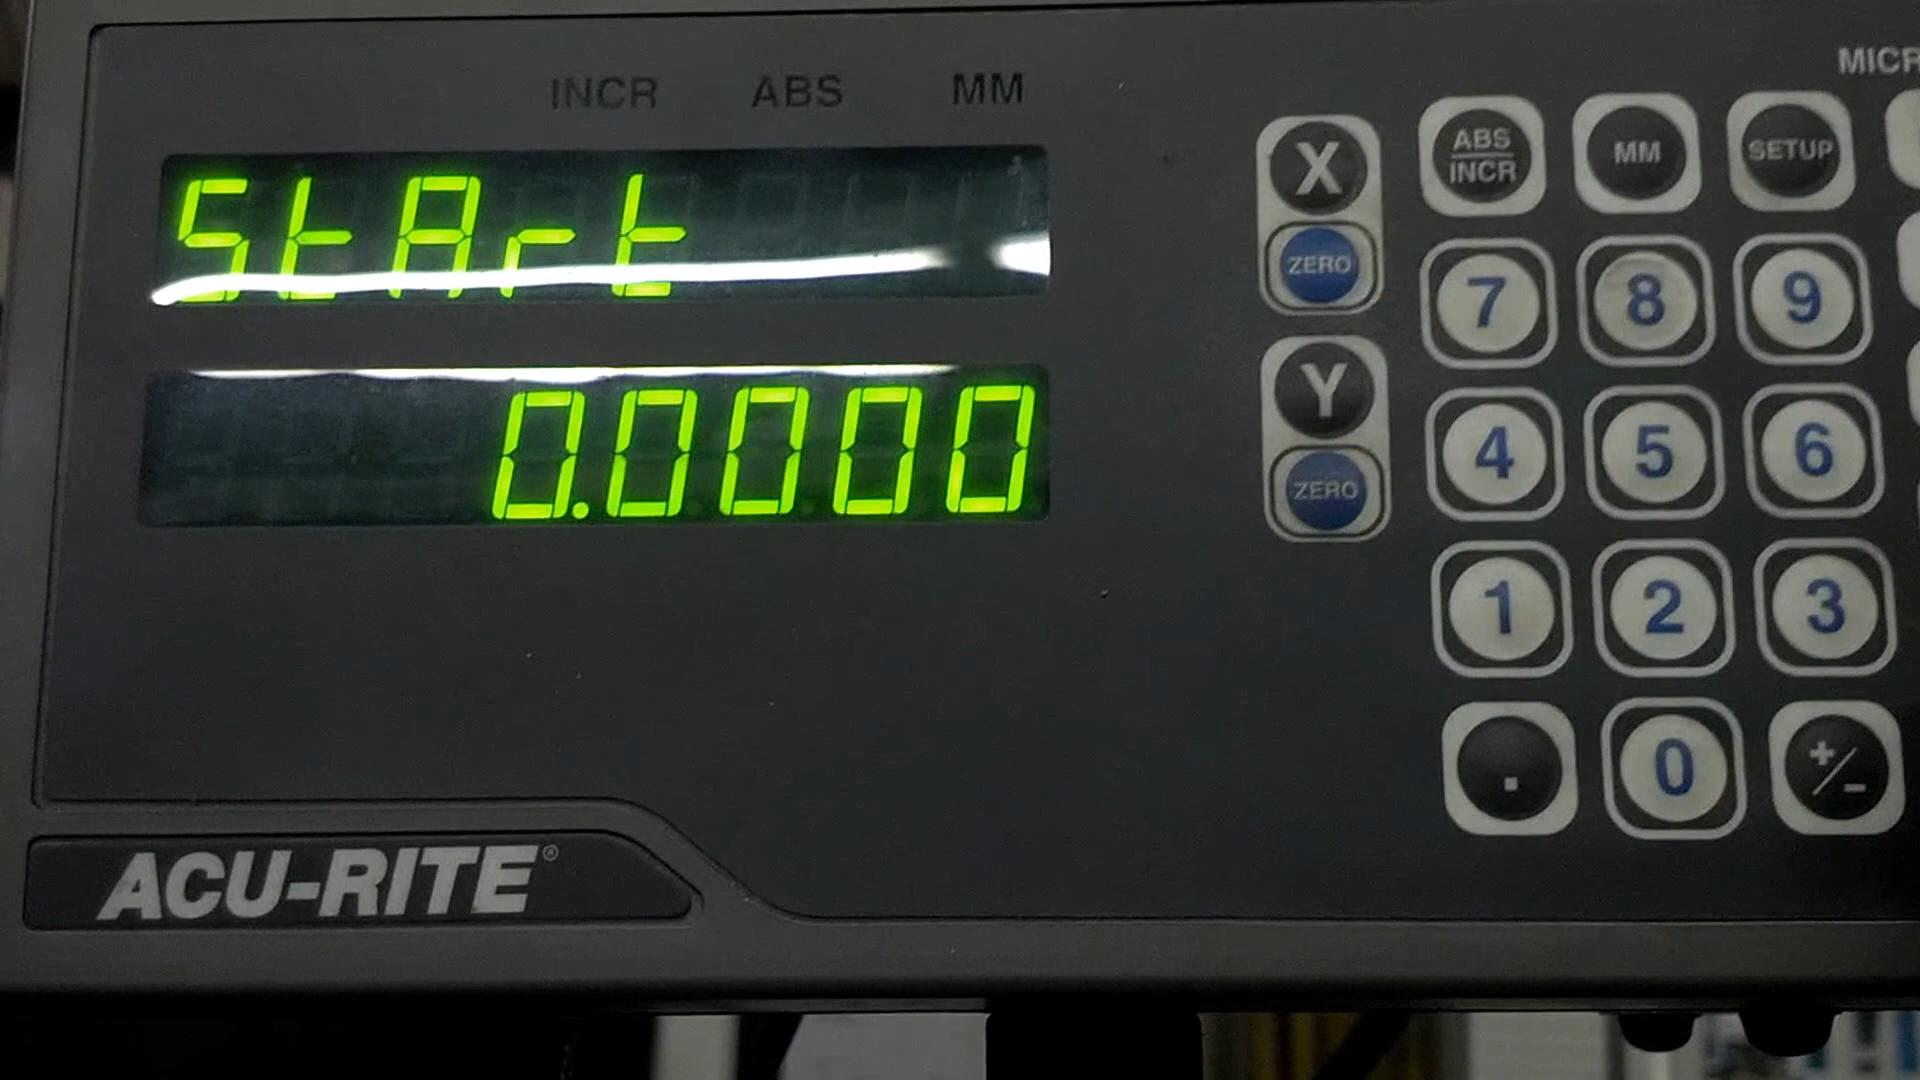 MICR
INCR ABS MM
StArt
0.0000
X
ZERO
Y
ZERO
ABS
INCR
MM
SETUP
7 8 9
4 5 6
1 2 3
. 0 +/-
ACU-RITE®